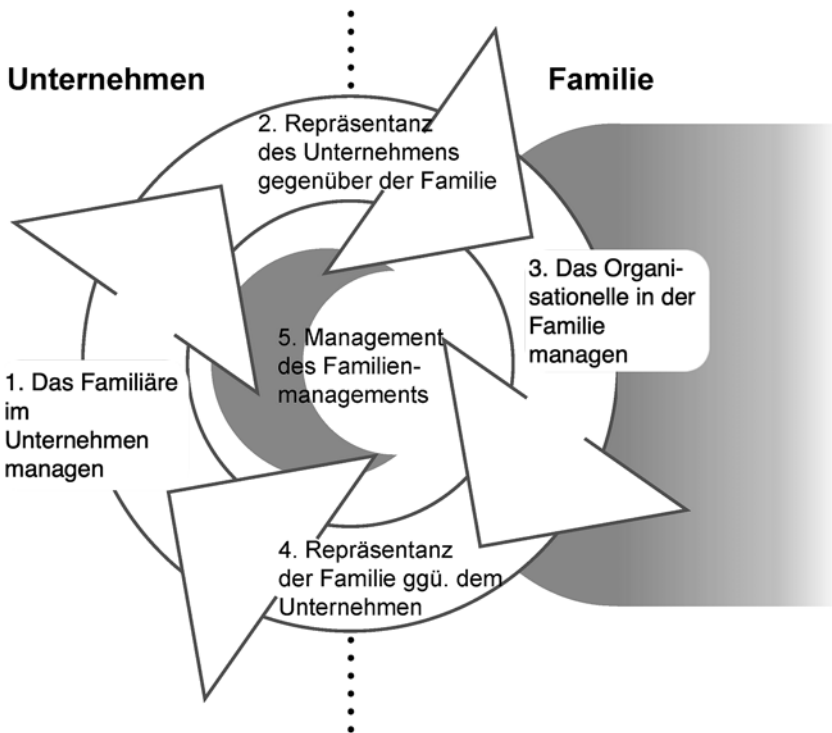 Unternehmen
Familie
2. Repräsentanz
des Unternehmens
gegenüber der Familie
3. Das Organi-
sationelle in der
Familie
managen
5. Management
des Familien-
managements
1. Das Familiäre
im
Unternehmen
managen
4. Repräsentanz
der Familie ggü. dem
Unternehmen